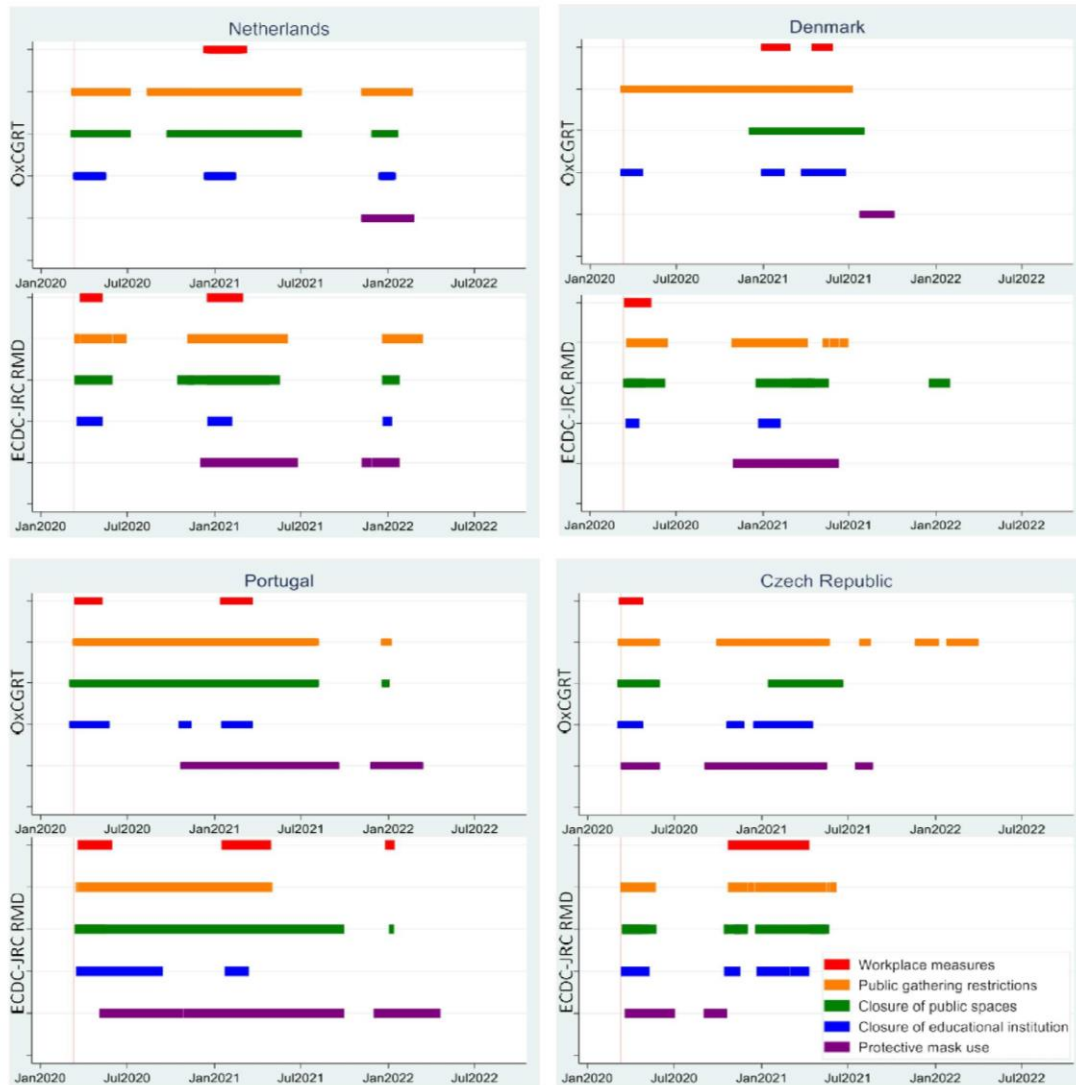 Netherlands
OxCGRT
Jan2020 Jul2020 Jan2021 Jul2021 Jan2022 Jul2022
ECDC-JRC RMD
Jan2020 Jul2020 Jan2021 Jul2021 Jan2022 Jul2022
Denmark
OxCGRT
Jan2020 Jul2020 Jan2021 Jul2021 Jan2022 Jul2022
ECDC-JRC RMD
Jan2020 Jul2020 Jan2021 Jul2021 Jan2022 Jul2022
Portugal
OxCGRT
Jan2020 Jul2020 Jan2021 Jul2021 Jan2022 Jul2022
ECDC-JRC RMD
Jan2020 Jul2020 Jan2021 Jul2021 Jan2022 Jul2022
Czech Republic
OxCGRT
Jan2020 Jul2020 Jan2021 Jul2021 Jan2022 Jul2022
ECDC-JRC RMD
Workplace measures
Public gathering restrictions
Closure of public spaces
Closure of educational institution
Protective mask use
Jan2020 Jul2020 Jan2021 Jul2021 Jan2022 Jul2022